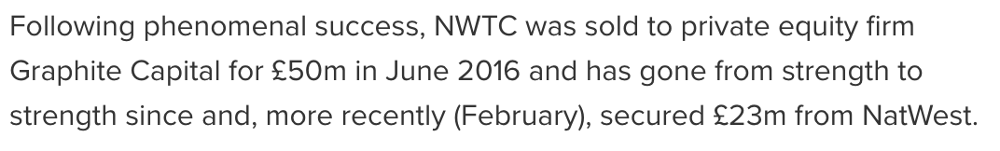 Following phenomenal success, NWTC was sold to private equity firm
Graphite Capital for £50m in June 2016 and has gone from strength to
strength since and, more recently (February), secured £23m from NatWest.